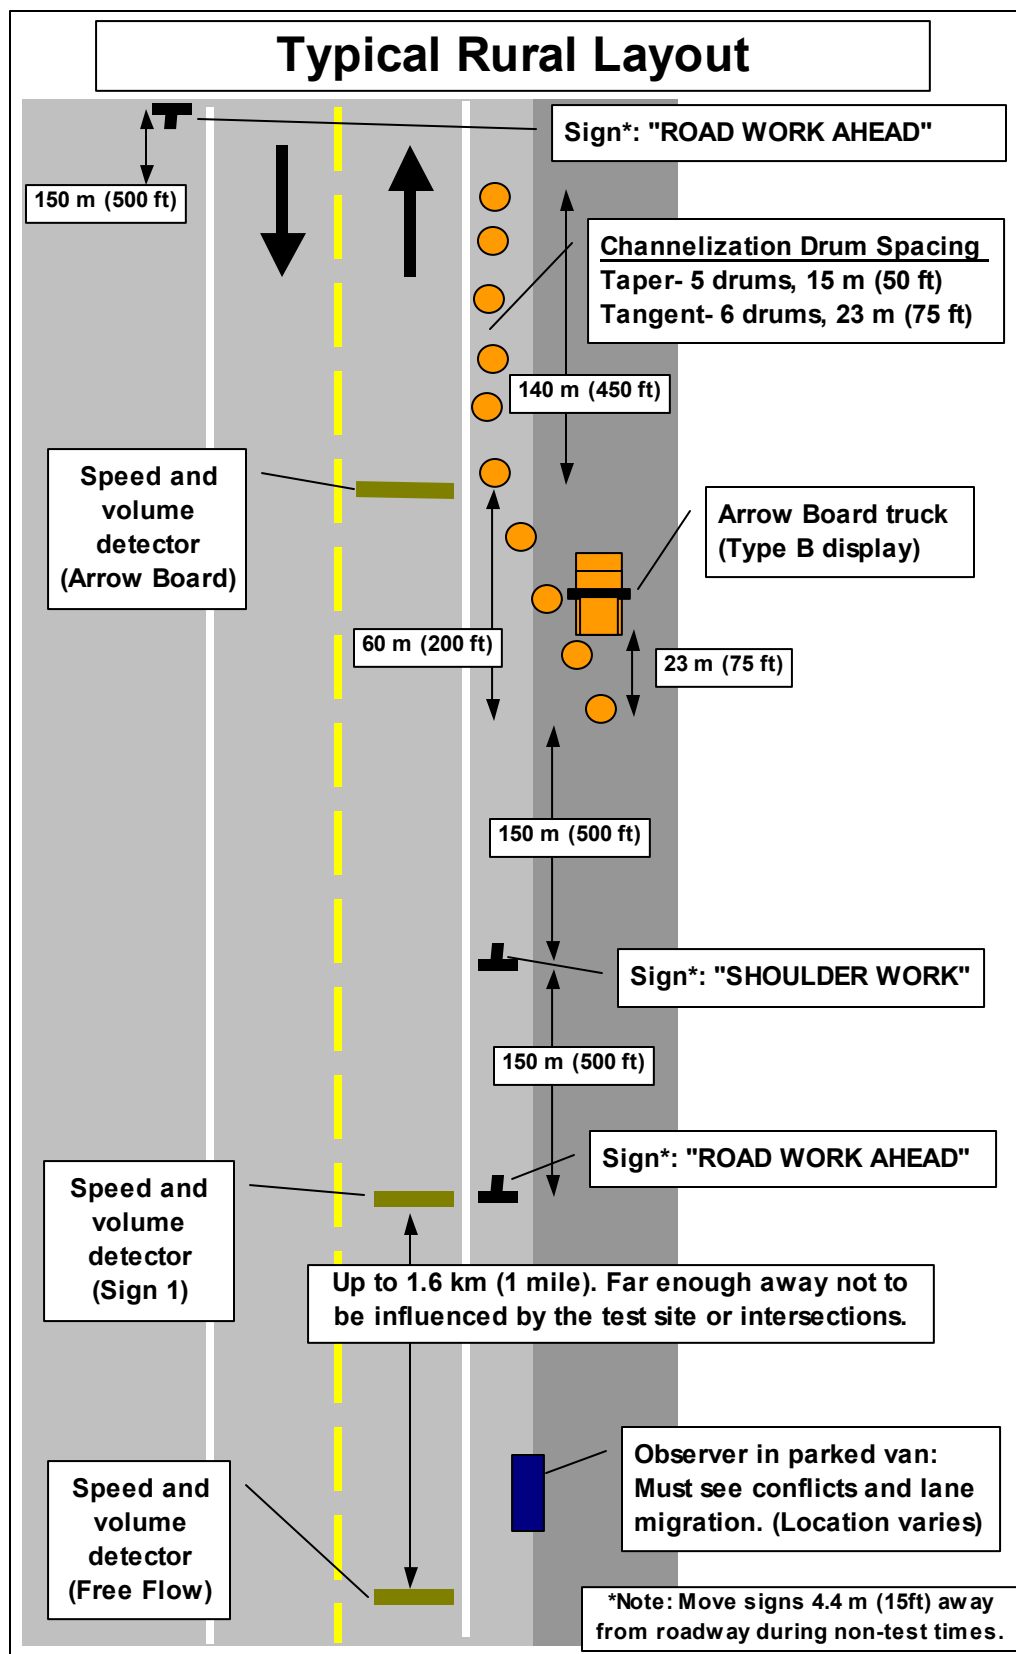 Typical Rural Layout
Sign*: "ROAD WORK AHEAD"
150 m (500 ft)
Channelization Drum Spacing
Taper- 5 drums, 15 m (50 ft)
Tangent- 6 drums, 23 m (75 ft)
140 m (450 ft)
Speed and
volume
detector
(Arrow Board)
Arrow Board truck
(Type B display)
60 m (200 ft)
23 m (75 ft)
150 m (500 ft)
Sign*: "SHOULDER WORK"
150 m (500 ft)
Sign*: "ROAD WORK AHEAD"
Speed and
volume
detector
(Sign 1)
Up to 1.6 km (1 mile). Far enough away not to
be influenced by the test site or intersections.
Observer in parked van:
Must see conflicts and lane
migration. (Location varies)
Speed and
volume
detector
(Free Flow)
*Note: Move signs 4.4 m (15ft) away
from roadway during non-test times.